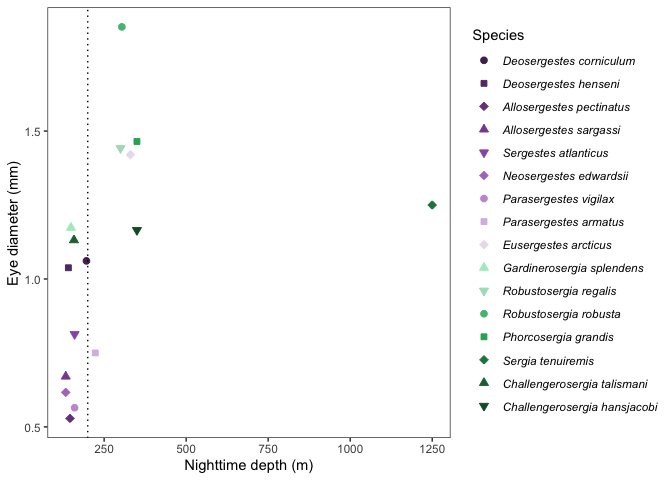 Species
Deosergestes corniculum
Deosergestes henseni
Allosergestes pectinatus
Allosergestes sargassi
Sergestes atlanticus
Neosergestes edwardsii
Parasergestes vigilax
Parasergestes armatus
Eusergestes arcticus
Gardinerosergia splendens
Robustosergia regalis
Robustosergia robusta
Phorcosergia grandis
Sergia tenuiremis
Challengerosergia talismani
Challengerosergia hansjacobi
Eye diameter (mm)
1.5
1.0
0.5
250 500 750 1000 1250
Nighttime depth (m)